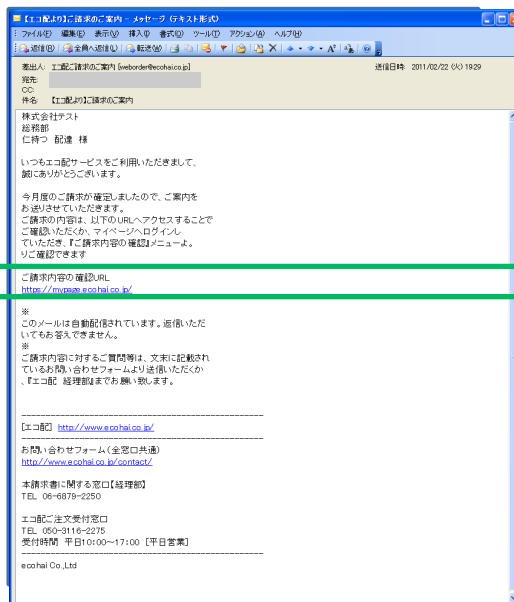 【エコ配より】ご請求のご案内 - メッセージ (テキスト形式)
ファイル(F) 編集(E) 表示(V) 挿入(I) 書式(O) ツール(T) アクション(A) ヘルプ(H)
返信(R) 全員へ返信(L) 転送(W)
差出人: エコ配ご請求のご案内 [weborder@ecohai.co.jp] 送信日時: 2011/02/22 (火) 19:29
宛先:
CC:
件名: 【エコ配より】ご請求のご案内
株式会社テスト
総務部
仁待つ 配達 様
いつもエコ配サービスをご利用いただきまして、
誠にありがとうございます。
今月度のご請求が確定しましたので、ご案内を
お送りさせていただきます。
ご請求の内容は、以下のURLへアクセスすることで
ご確認いただくか、マイページへログインし
ていただき、『ご請求内容の確認』メニューよ。
りご確認できます
ご請求内容の確認URL
https://mypage.ecohai.co.jp/
※
このメールは自動配信されています。返信いただ
いてもお答えできません。
※
ご請求内容に対するご質問等は、文末に記載され
ているお問い合わせフォームより送信いただくか
、『エコ配 経理部』までお願い致します。
--------------------------------------------------
[エコ配] http://www.ecohai.co.jp/
--------------------------------------------------
お問い合わせフォーム(全窓口共通)
http://www.ecohai.co.jp/contact/
本請求書に関する窓口【経理部】
TEL 06-6879-2250
エコ配ご注文受付窓口
TEL 050-3116-2275
受付時間 平日10:00～17:00 [平日営業]
--------------------------------------------------
ecohai Co.,Ltd